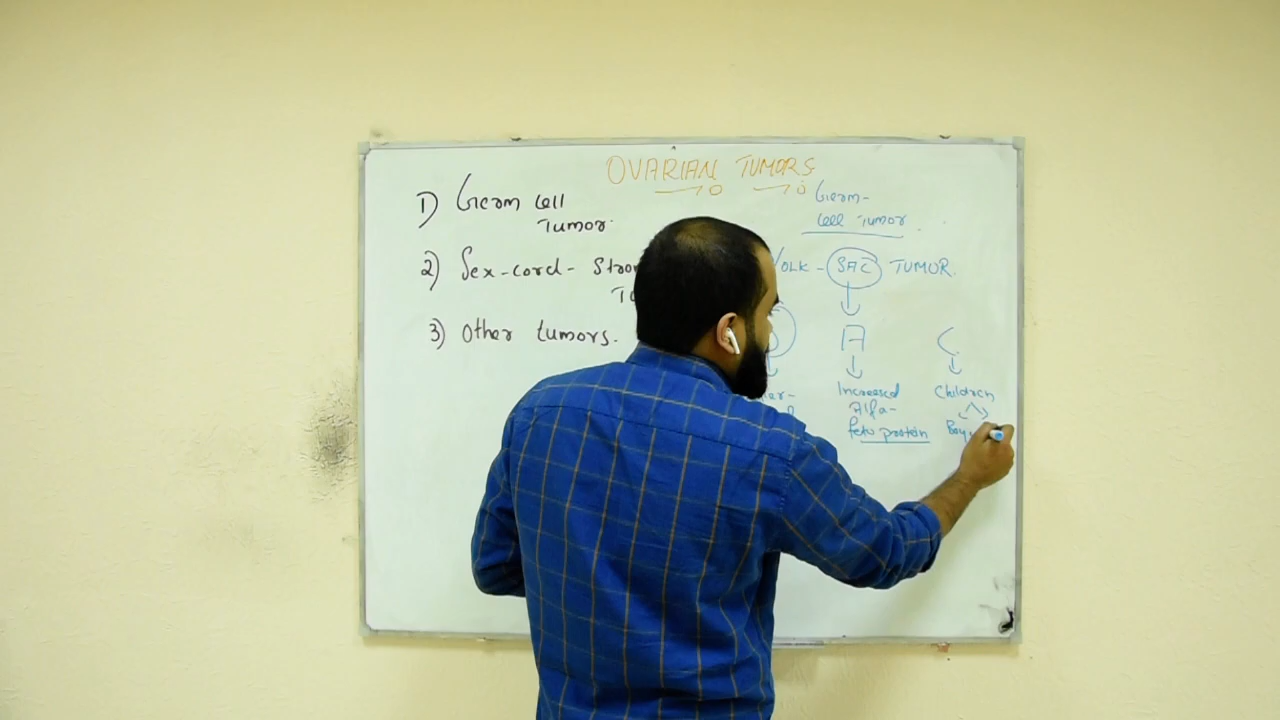 OVARIAN TUMORS
1) Germ Cell
Tumor
2) Sex-cord-
3) Other tumors.
Germ-
Cell Tumor
YOLK - SAC TUMOR.
A
C
Increased
Alfa-
feto protein
Children